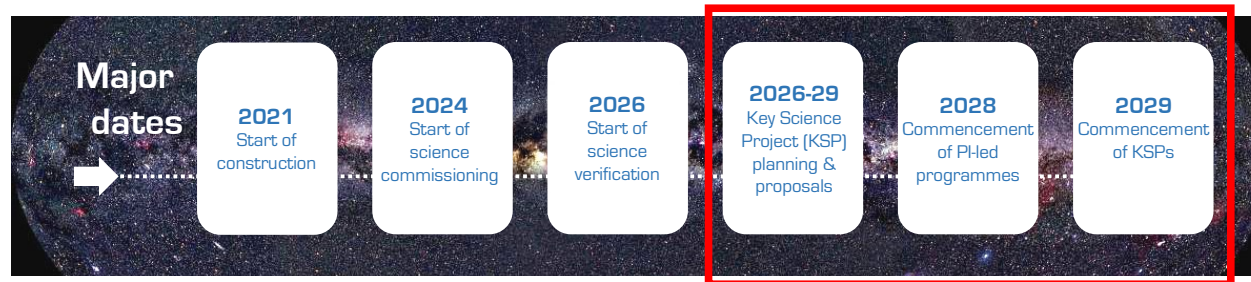 Major
dates
2021
Start of
construction
2024
Start of
science
commissioning
2026
Start of
science
verification
2026-29
Key Science
Project (KSP)
planning &
proposals
2028
Commencement
of PI-led
programmes
2029
Commencement
of KSPs